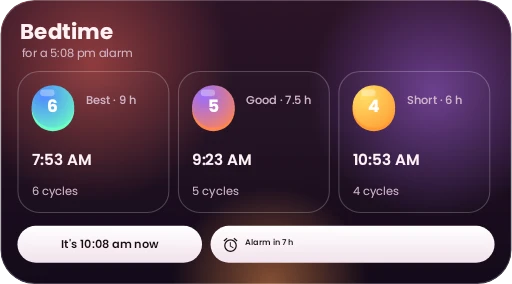 Bedtime
for a 5:08 pm alarm
6 Best · 9 h
7:53 AM
6 cycles
5 Good · 7.5 h
9:23 AM
5 cycles
4 Short · 6 h
10:53 AM
4 cycles
It's 10:08 am now
Alarm in 7 h